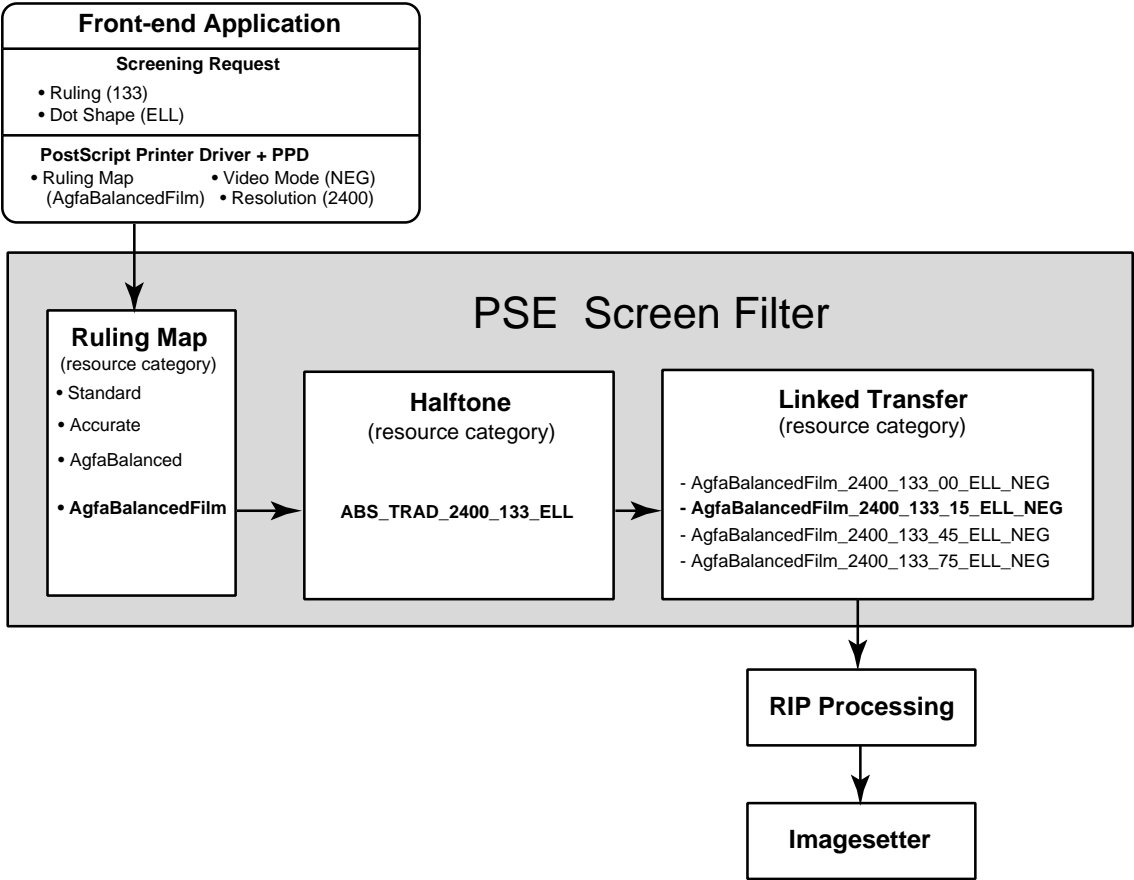 Front-end Application
Screening Request
• Ruling (133)
• Dot Shape (ELL)
PostScript Printer Driver + PPD
• Ruling Map
(AgfaBalancedFilm)
• Video Mode (NEG)
• Resolution (2400)
PSE Screen Filter
Ruling Map
(resource category)
• Standard
• Accurate
• AgfaBalanced
• AgfaBalancedFilm
Halftone
(resource category)
ABS_TRAD_2400_133_ELL
Linked Transfer
(resource category)
- AgfaBalancedFilm_2400_133_00_ELL_NEG
- AgfaBalancedFilm_2400_133_15_ELL_NEG
- AgfaBalancedFilm_2400_133_45_ELL_NEG
- AgfaBalancedFilm_2400_133_75_ELL_NEG
RIP Processing
Imagesetter